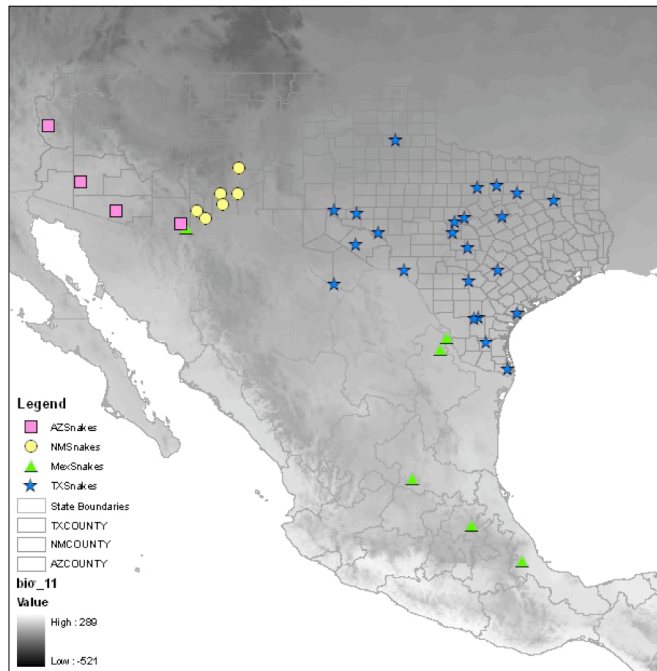 Legend
AZSnakes
NMSnakes
MexSnakes
TXSnakes
State Boundaries
TXCOUNTY
NMCOUNTY
AZCOUNTY
bio_11
Value
High : 289
Low : -521